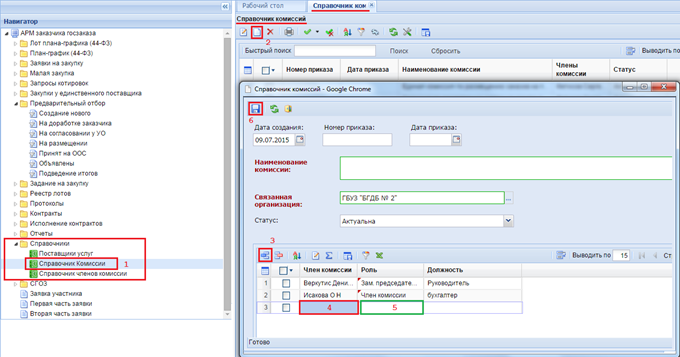 Навигатор
АРМ заказчика госзаказа
Лот плана-графика (44-ФЗ)
План-график (44-ФЗ)
Заявки на закупку
Малая закупка
Запросы котировок
Закупки у единственного поставщика
Предварительный отбор
Создание нового
На доработке заказчика
На согласовании у УО
На размещении
Принят на ООС
Объявлены
Подведение итогов
Задание на закупку
Реестр лотов
Протоколы
Контракты
Исполнение контрактов
Отчеты
Справочники
Поставщики услуг
Справочник Комиссии 1
Справочник членов комиссии
СГОЗ
Заявка участника
Первая часть заявки
Вторая часть заявки
Рабочий стол Справочник ком
Справочник комиссий
2
Быстрый поиск Поиск Сбросить Выводить по
Номер приказа Дата приказа Наименование комиссии Члены комиссии Статус
Справочник комиссий - Google Chrome
6
Дата создания: Номер приказа: Дата приказа:
09.07.2015
Наименование
комиссии:
Связанная
организация:
ГБУЗ "БГДБ № 2" ...
Статус: Актуальна
3
Выводить по 15 Ст
Член комиссии Роль Должность
1 Веркутис Дени... Зам. председате... Руководитель
2 Исакова О.Н Член комиссии бухгалтер
3 4 5
Готово